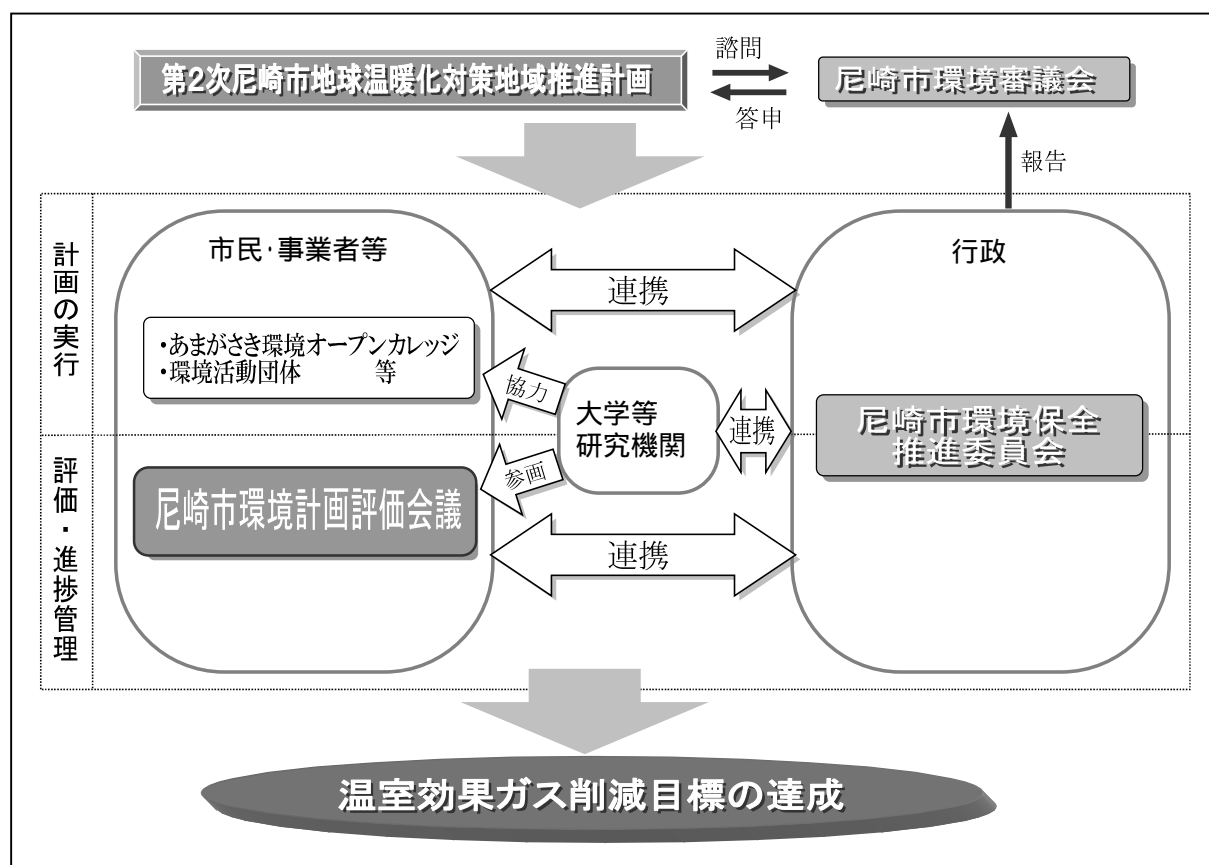 第2次尼崎市地球温暖化対策地域推進計画
諮問
答申
尼崎市環境審議会
報告
計画の実行
市民・事業者等
・あまがさき環境オープンカレッジ
・環境活動団体 等
連携
行政
協力
大学等
研究機関
連携
尼崎市環境保全
推進委員会
評価・進捗管理
尼崎市環境計画評価会議
参画
連携
温室効果ガス削減目標の達成